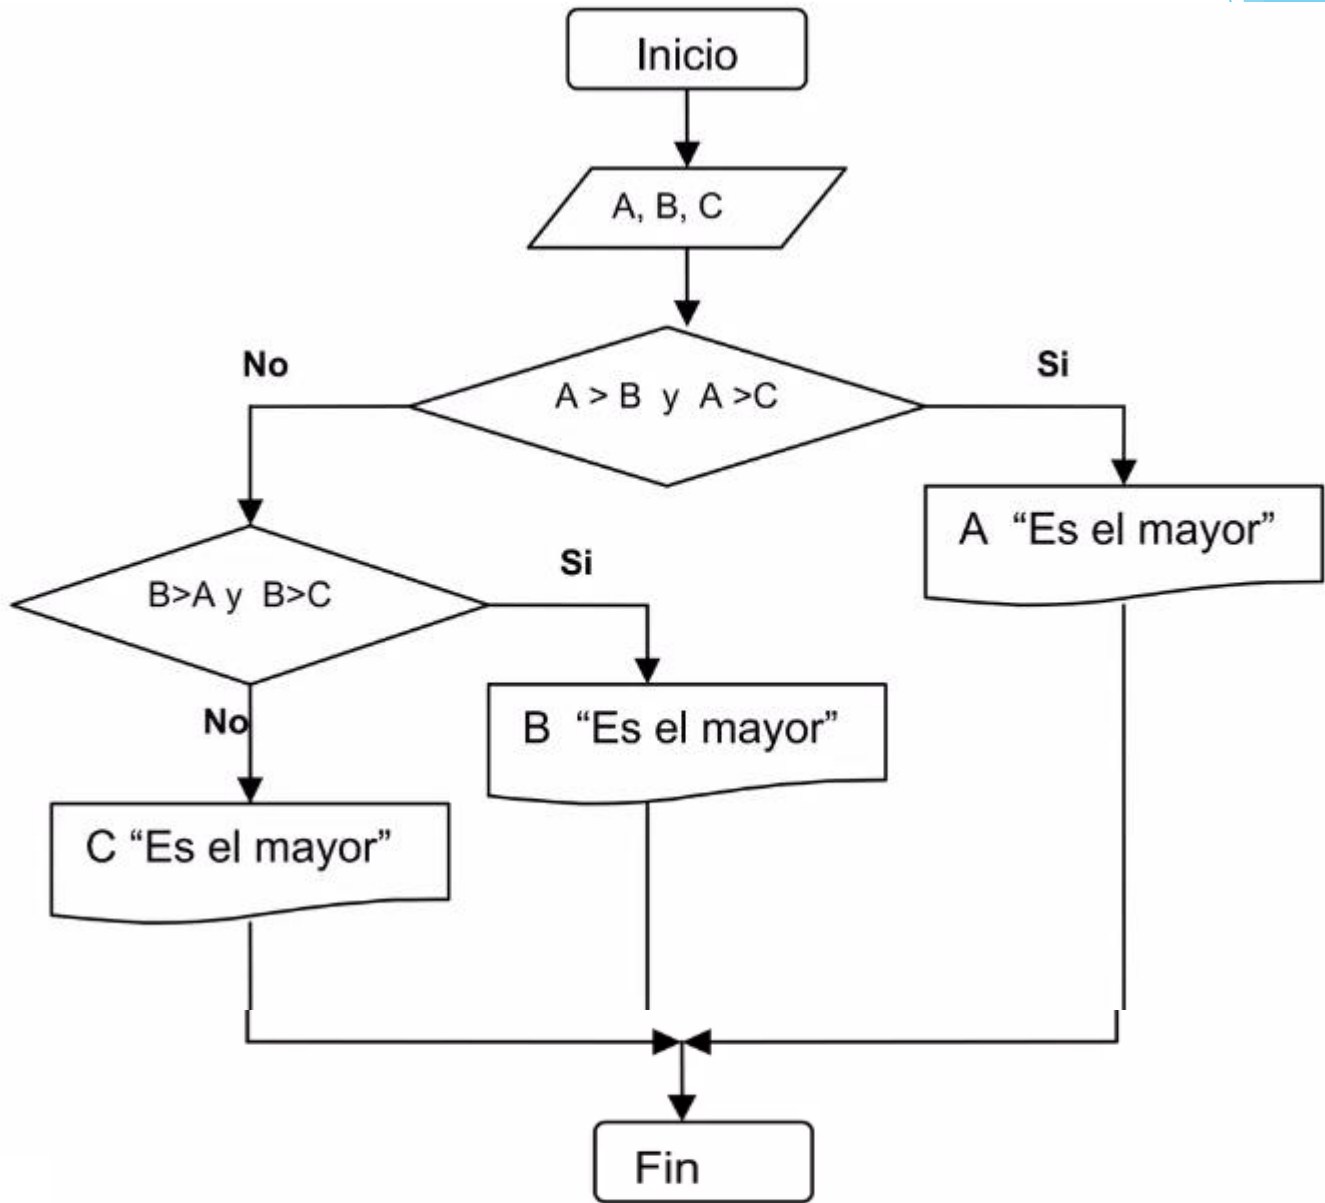 Inicio
A, B, C
No
Si
A > B y A >C
A “Es el mayor”
B>A y B>C
Si
B “Es el mayor”
No
C “Es el mayor”
Fin